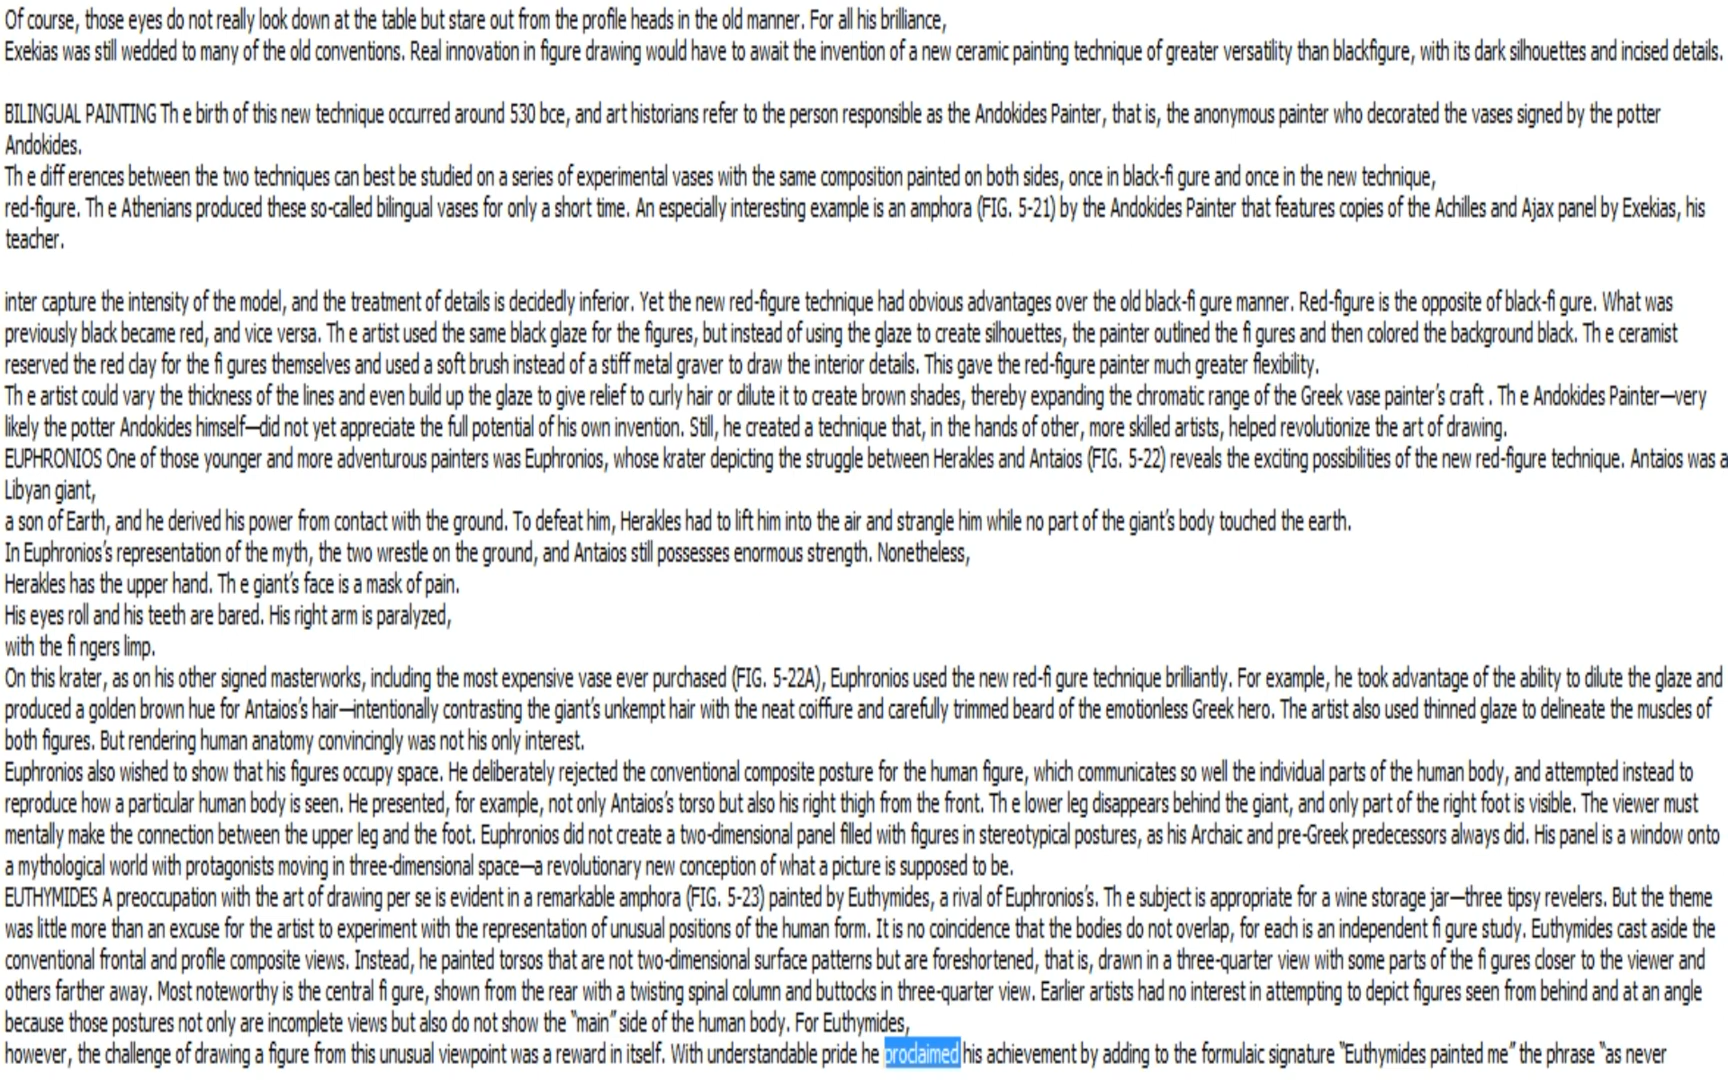 Of course, those eyes do not really look down at the table but stare out from the profile heads in the old manner. For all his brilliance,
Exekias was still wedded to many of the old conventions. Real innovation in figure drawing would have to await the invention of a new ceramic painting technique of greater versatility than blackfigure, with its dark silhouettes and incised details.
BILINGUAL PAINTING Th e birth of this new technique occurred around 530 bce, and art historians refer to the person responsible as the Andokides Painter, that is, the anonymous painter who decorated the vases signed by the potter
Andokides.
Th e diff erences between the two techniques can best be studied on a series of experimental vases with the same composition painted on both sides, once in black-fi gure and once in the new technique,
red-figure. Th e Athenians produced these so-called bilingual vases for only a short time. An especially interesting example is an amphora (FIG. 5-21) by the Andokides Painter that features copies of the Achilles and Ajax panel by Exekias, his
teacher.
inter capture the intensity of the model, and the treatment of details is decidedly inferior. Yet the new red-figure technique had obvious advantages over the old black-fi gure manner. Red-figure is the opposite of black-fi gure. What was
previously black became red, and vice versa. Th e artist used the same black glaze for the figures, but instead of using the glaze to create silhouettes, the painter outlined the fi gures and then colored the background black. Th e ceramist
reserved the red clay for the fi gures themselves and used a soft brush instead of a stiff metal graver to draw the interior details. This gave the red-figure painter much greater flexibility.
Th e artist could vary the thickness of the lines and even build up the glaze to give relief to curly hair or dilute it to create brown shades, thereby expanding the chromatic range of the Greek vase painter's craft . Th e Andokides Painter—very
likely the potter Andokides himself—did not yet appreciate the full potential of his own invention. Still, he created a technique that, in the hands of other, more skilled artists, helped revolutionize the art of drawing.
EUPHRONIOS One of those younger and more adventurous painters was Euphronios, whose krater depicting the struggle between Herakles and Antaios (FIG. 5-22) reveals the exciting possibilities of the new red-figure technique. Antaios was a
Libyan giant,
a son of Earth, and he derived his power from contact with the ground. To defeat him, Herakles had to lift him into the air and strangle him while no part of the giant's body touched the earth.
In Euphronios's representation of the myth, the two wrestle on the ground, and Antaios still possesses enormous strength. Nonetheless,
Herakles has the upper hand. Th e giant's face is a mask of pain.
His eyes roll and his teeth are bared. His right arm is paralyzed,
with the fi ngers limp.
On this krater, as on his other signed masterworks, including the most expensive vase ever purchased (FIG. 5-22A), Euphronios used the new red-fi gure technique brilliantly. For example, he took advantage of the ability to dilute the glaze and
produced a golden brown hue for Antaios's hair—intentionally contrasting the giant's unkempt hair with the neat coiffure and carefully trimmed beard of the emotionless Greek hero. The artist also used thinned glaze to delineate the muscles of
both figures. But rendering human anatomy convincingly was not his only interest.
Euphronios also wished to show that his figures occupy space. He deliberately rejected the conventional composite posture for the human figure, which communicates so well the individual parts of the human body, and attempted instead to
reproduce how a particular human body is seen. He presented, for example, not only Antaios's torso but also his right thigh from the front. Th e lower leg disappears behind the giant, and only part of the right foot is visible. The viewer must
mentally make the connection between the upper leg and the foot. Euphronios did not create a two-dimensional panel filled with figures in stereotypical postures, as his Archaic and pre-Greek predecessors always did. His panel is a window onto
a mythological world with protagonists moving in three-dimensional space—a revolutionary new conception of what a picture is supposed to be.
EUTHYMIDES A preoccupation with the art of drawing per se is evident in a remarkable amphora (FIG. 5-23) painted by Euthymides, a rival of Euphronios's. Th e subject is appropriate for a wine storage jar—three tipsy revelers. But the theme
was little more than an excuse for the artist to experiment with the representation of unusual positions of the human form. It is no coincidence that the bodies do not overlap, for each is an independent fi gure study. Euthymides cast aside the
conventional frontal and profile composite views. Instead, he painted torsos that are not two-dimensional surface patterns but are foreshortened, that is, drawn in a three-quarter view with some parts of the fi gures closer to the viewer and
others farther away. Most noteworthy is the central fi gure, shown from the rear with a twisting spinal column and buttocks in three-quarter view. Earlier artists had no interest in attempting to depict figures seen from behind and at an angle
because those postures not only are incomplete views but also do not show the "main" side of the human body. For Euthymides,
however, the challenge of drawing a figure from this unusual viewpoint was a reward in itself. With understandable pride he proclaimed his achievement by adding to the formulaic signature "Euthymides painted me" the phrase "as never